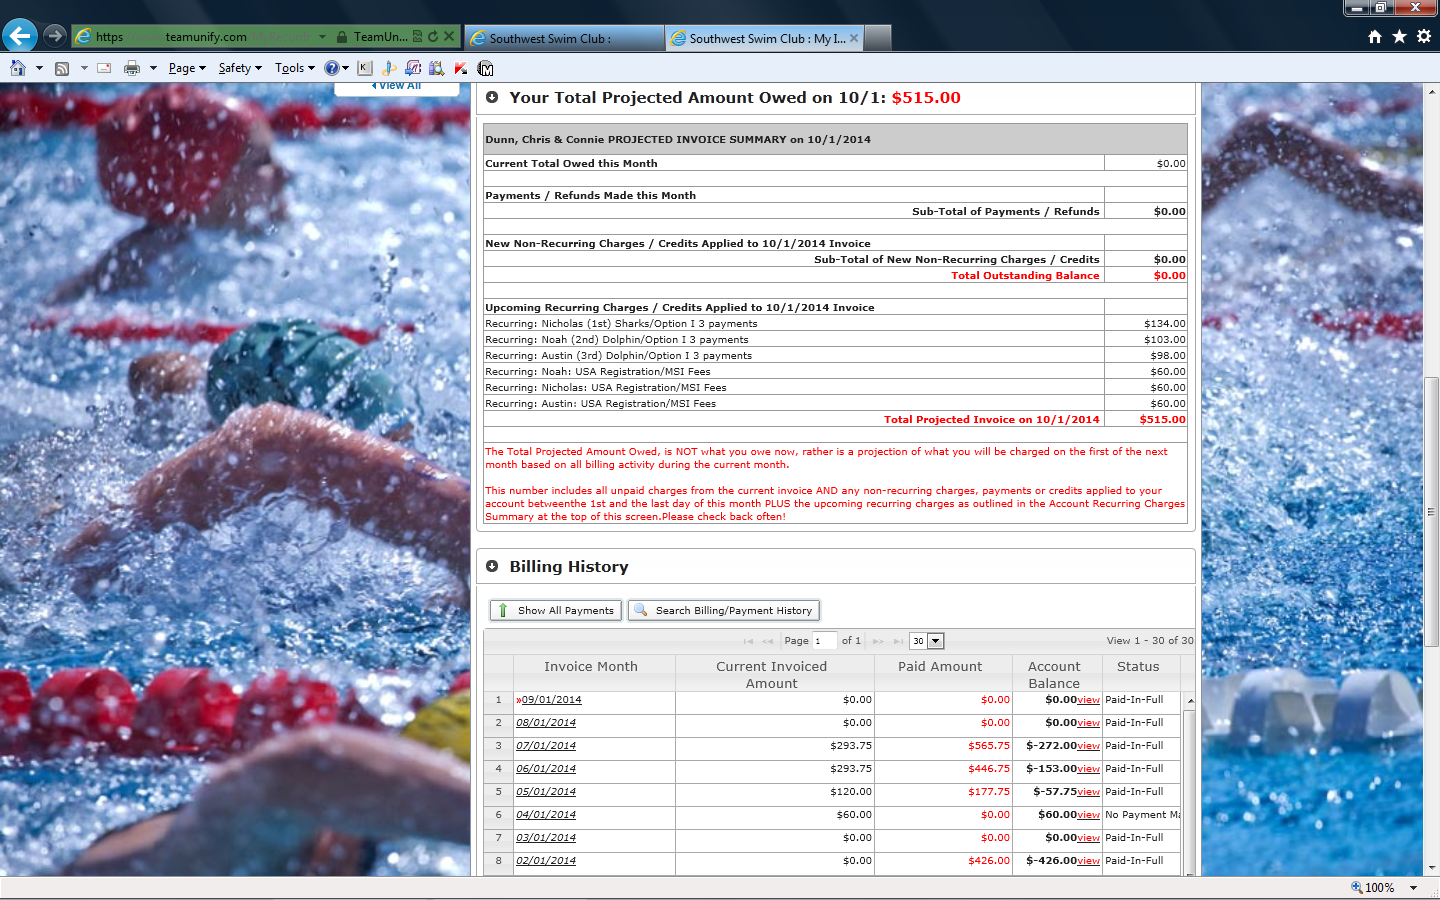 https teamunify.com TeamUn...
Southwest Swim Club :
Southwest Swim Club : My I...
Page Safety Tools
View All
Your Total Projected Amount Owed on 10/1: $515.00
Dunn, Chris & Connie PROJECTED INVOICE SUMMARY on 10/1/2014
Current Total Owed this Month $0.00
Payments / Refunds Made this Month
Sub-Total of Payments / Refunds $0.00
New Non-Recurring Charges / Credits Applied to 10/1/2014 Invoice
Sub-Total of New Non-Recurring Charges / Credits $0.00
Total Outstanding Balance $0.00
Upcoming Recurring Charges / Credits Applied to 10/1/2014 Invoice
Recurring: Nicholas (1st) Sharks/Option I 3 payments $134.00
Recurring: Noah (2nd) Dolphin/Option I 3 payments $103.00
Recurring: Austin (3rd) Dolphin/Option I 3 payments $98.00
Recurring: Noah: USA Registration/MSI Fees $60.00
Recurring: Nicholas: USA Registration/MSI Fees $60.00
Recurring: Austin: USA Registration/MSI Fees $60.00
Total Projected Invoice on 10/1/2014 $515.00
The Total Projected Amount Owed, is NOT what you owe now, rather is a projection of what you will be charged on the first of the next
month based on all billing activity during the current month.
This number includes all unpaid charges from the current invoice AND any non-recurring charges, payments or credits applied to your
account betweenthe 1st and the last day of this month PLUS the upcoming recurring charges as outlined in the Account Recurring Charges
Summary at the top of this screen.Please check back often!
Billing History
Show All Payments Search Billing/Payment History
Page 1 of 1 30 View 1 - 30 of 30
Invoice Month Current Invoiced Amount Paid Amount Account Balance Status
1 »09/01/2014 $0.00 $0.00 $0.00view Paid-In-Full
2 08/01/2014 $0.00 $0.00 $0.00view Paid-In-Full
3 07/01/2014 $293.75 $565.75 $-272.00view Paid-In-Full
4 06/01/2014 $293.75 $446.75 $-153.00view Paid-In-Full
5 05/01/2014 $120.00 $177.75 $-57.75view Paid-In-Full
6 04/01/2014 $60.00 $0.00 $60.00view No Payment Ma
7 03/01/2014 $0.00 $0.00 $0.00view Paid-In-Full
8 02/01/2014 $0.00 $426.00 $-426.00view Paid-In-Full
100%